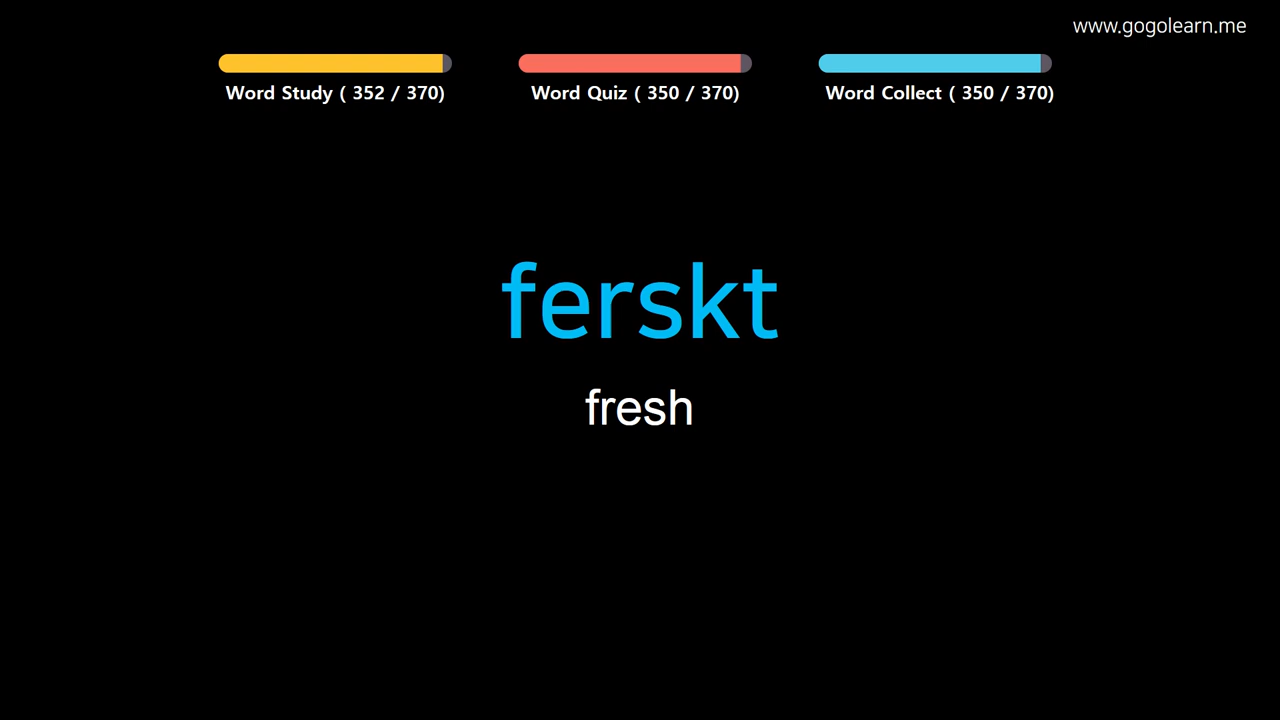 www.gogolearn.me
Word Study ( 352 / 370)
Word Quiz ( 350 / 370)
Word Collect ( 350 / 370)
ferskt
fresh